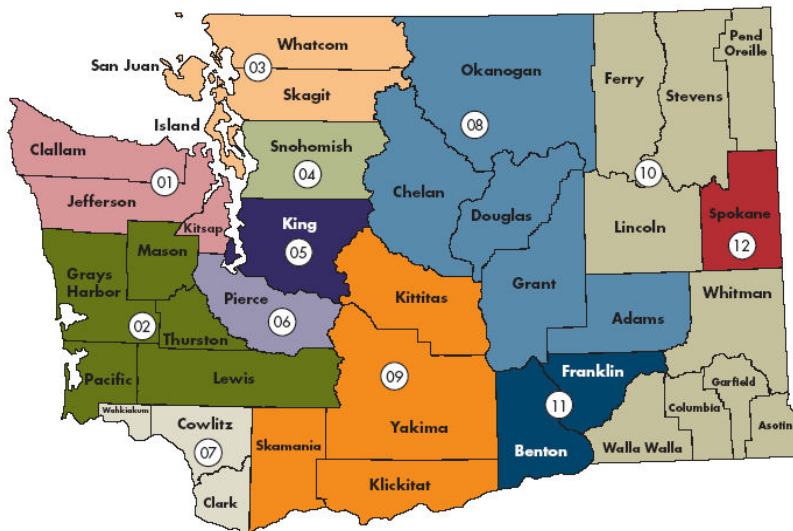 Whatcom
San Juan
03
Skagit
Island
Okanogan
08
Ferry
Stevens
Pend
Oreille
Clallam
01
Jefferson
Kitsap
Snohomish
04
Chelan
Douglas
10
Lincoln
Spokane
12
King
05
Mason
Grays
Harbor
02
Thurston
Pierce
06
Kittitas
Grant
Adams
Whitman
Pacific
Lewis
09
Yakima
Franklin
11
Benton
Garfield
Columbia
Asotin
Walla Walla
Wahkiakum
Cowlitz
07
Clark
Skamania
Klickitat